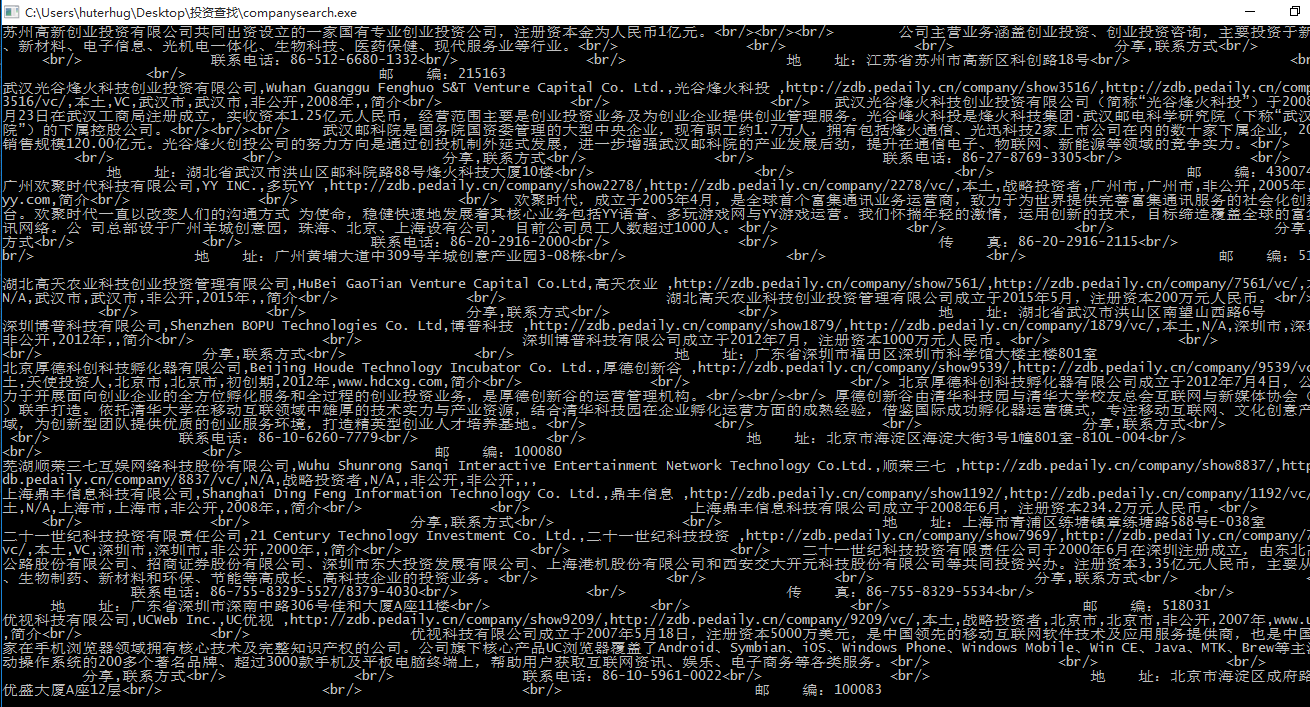 C:\Users\huterhug\Desktop\投资查找\companysearch.exe
苏州高新创业投资有限公司共同出资设立的一家国有专业创业投资公司，注册资本金为人民币1亿元。<br/><br/><br/> 公司主营业务涵盖创业投资、创业投资咨询，主要投资于新
、新材料、电子信息、光机电一体化、生物科技、医药保健、现代服务业等行业。<br/> <br/> 分享,联系方式<br/>
<br/> 联系电话：86-512-6680-1332<br/> <br/> 地 址：江苏省苏州市高新区科创路18号<br/> <br
<br/> 邮 编：215163
武汉光谷烽火科技创业投资有限公司,Wuhan Guanggu Fenghuo S&T Venture Capital Co. Ltd.,光谷烽火科投 ,http://zdb.pedaily.cn/company/show3516/,http://zdb.pedaily.cn/company/
3516/vc/,本土,VC,武汉市,武汉市,非公开,2008年,,简介<br/> <br/> <br/> 武汉光谷烽火科技创业投资有限公司（简称“光谷烽火科投”）于200
月23日在武汉工商局注册成立，实收资本1.25亿元人民币，经营范围主要是创业投资业务及为创业企业提供创业管理服务。光谷峰火科投是烽火科技集团·武汉邮电科学研究院（下称“武汉
院”）的下属控股公司。<br/><br/><br/> 武汉邮科院是国务院国资委管理的大型中央企业，现有职工约1.7万人，拥有包括烽火通信、光迅科技2家上市公司在内的数十家下属企业，20
销售规模120.00亿元。光谷烽火创投公司的努力方向是通过创投机制外延式发展，进一步增强武汉邮科院的产业发展后劲，提升在通信电子、物联网、新能源等领域的竞争实力。<br/>
<br/> <br/> 分享,联系方式<br/> <br/> 联系电话：86-27-8769-3305<br/> <br/>
地 址：湖北省武汉市洪山区邮科院路88号烽火科技大厦10楼<br/> <br/> <br/> 邮 编：430074
广州欢聚时代科技有限公司,YY INC.,多玩YY ,http://zdb.pedaily.cn/company/show2278/,http://zdb.pedaily.cn/company/2278/vc/,本土,战略投资者,广州市,广州市,非公开,2005年,
yy.com,简介<br/> <br/> <br/> 欢聚时代，成立于2005年4月，是全球首个富集通讯业务运营商，致力于为世界提供完善富集通讯服务的社会化创新
台。欢聚时代一直以改变人们的沟通方式 为使命，稳健快速地发展着其核心业务包括YY语音、多玩游戏网与YY游戏运营。我们怀揣年轻的激情，运用创新的技术，目标缔造覆盖全球的富集
讯网络。公 司总部设于广州羊城创意园，珠海、北京、上海设有公司， 目前公司员工人数超过1000人。<br/> <br/> <br/> 分享,
方式<br/> <br/> 联系电话：86-20-2916-2000<br/> <br/> 传 真：86-20-2916-2115<br/>
br/> 地 址：广州黄埔大道中309号羊城创意产业园3-08栋<br/> <br/> <br/> 邮 编：51
湖北高天农业科技创业投资管理有限公司,HuBei GaoTian Venture Capital Co.Ltd,高天农业 ,http://zdb.pedaily.cn/company/show7561/,http://zdb.pedaily.cn/company/7561/vc/,
N/A,武汉市,武汉市,非公开,2015年,,简介<br/> <br/> 湖北高天农业科技创业投资管理有限公司成立于2015年5月，注册资本200万元人民币。<br/>
<br/> <br/> 分享,联系方式<br/> <br/> 地 址：湖北省武汉市洪山区南望山西路6号
深圳博普科技有限公司,Shenzhen BOPU Technologies Co. Ltd,博普科技 ,http://zdb.pedaily.cn/company/show1879/,http://zdb.pedaily.cn/company/1879/vc/,本土,N/A,深圳市,深圳
非公开,2012年,,简介<br/> <br/> 深圳博普科技有限公司成立于2012年7月，注册资本1000万元人民币。<br/> <br/>
<br/> 分享,联系方式<br/> <br/> 地 址：广东省深圳市福田区深圳市科学馆大楼主楼801室
北京厚德科创科技孵化器有限公司,Beijing Houde Technology Incubator Co. Ltd.,厚德创新谷 ,http://zdb.pedaily.cn/company/show9539/,http://zdb.pedaily.cn/company/9539/vc
土,天使投资人,北京市,北京市,初创期,2012年,www.hdcxg.com,简介<br/> <br/> <br/> 北京厚德科创科技孵化器有限公司成立于2012年7月4日，公
力于开展面向创业企业的全方位孵化服务和全过程的创业投资业务，是厚德创新谷的运营管理机构。<br/><br/><br/> 厚德创新谷由清华科技园与清华大学校友总会互联网与新媒体协会（
）联手打造。依托清华大学在移动互联领域中雄厚的技术实力与产业资源，结合清华科技园在企业孵化运营方面的成熟经验，借鉴国际成功孵化器运营模式，专注移动互联网、文化创意产
域，为创新型团队提供优质的创业服务环境，打造精英型创业人才培养基地。<br/> <br/> <br/> 分享,联系方式<br/>
<br/> 联系电话：86-10-6260-7779<br/> <br/> 地 址：北京市海淀区海淀大街3号1幢801室-810L-004<br/>
<br/> <br/> 邮 编：100080
芜湖顺荣三七互娱网络科技股份有限公司,Wuhu Shunrong Sanqi Interactive Entertainment Network Technology Co.Ltd.,顺荣三七 ,http://zdb.pedaily.cn/company/show8837/,http
db.pedaily.cn/company/8837/vc/,N/A,战略投资者,N/A,,非公开,非公开,,,
上海鼎丰信息科技有限公司,Shanghai Ding Feng Information Technology Co. Ltd.,鼎丰信息 ,http://zdb.pedaily.cn/company/show1192/,http://zdb.pedaily.cn/company/1192/vc/
土,N/A,上海市,上海市,非公开,2008年,,简介<br/> <br/> 上海鼎丰信息科技有限公司成立于2008年6月，注册资本234.2万元人民币。<br/>
<br/> <br/> 分享,联系方式<br/> <br/> 地 址：上海市青浦区练塘镇章练塘路588号E-038室
二十一世纪科技投资有限责任公司,21 Century Technology Investment Co. Ltd.,二十一世纪科技投资 ,http://zdb.pedaily.cn/company/show7969/,http://zdb.pedaily.cn/company/7
vc/,本土,VC,深圳市,深圳市,非公开,2000年,,简介<br/> <br/> <br/> 二十一世纪科技投资有限责任公司于2000年6月在深圳注册成立，由东北
公路股份有限公司、招商证券股份有限公司、深圳市东大投资发展有限公司、上海港机股份有限公司和西安交大开元科技股份有限公司等共同投资兴办。注册资本3.35亿元人民币，主要从
、生物制药、新材料和环保、节能等高成长、高科技企业的投资业务。<br/> <br/> <br/> 分享,联系方式<br/>
联系电话：86-755-8329-5527/8379-4030<br/> <br/> 传 真：86-755-8329-5534<br/> <br/>
地 址：广东省深圳市深南中路306号佳和大厦A座11楼<br/> <br/> <br/> 邮 编：518031
优视科技有限公司,UCWeb Inc.,UC优视 ,http://zdb.pedaily.cn/company/show9209/,http://zdb.pedaily.cn/company/9209/vc/,本土,战略投资者,北京市,北京市,非公开,2007年,www.u
,简介<br/> <br/> 优视科技有限公司成立于2007年5月18日，注册资本5000万美元，是中国领先的移动互联网软件技术及应用服务提供商，也是中国
家在手机浏览器领域拥有核心技术及完整知识产权的公司。公司旗下核心产品UC浏览器覆盖了Android、Symbian、iOS、Windows Phone、Windows Mobile、Win CE、Java、MTK、Brew等主流
动操作系统的200多个著名品牌、超过3000款手机及平板电脑终端上，帮助用户获取互联网资讯、娱乐、电子商务等各类服务。<br/> <br/> <br/>
分享,联系方式<br/> <br/> 联系电话：86-10-5961-0022<br/> <br/> 地 址：北京市海淀区成府路
优盛大厦A座12层<br/> <br/> <br/> 邮 编：100083